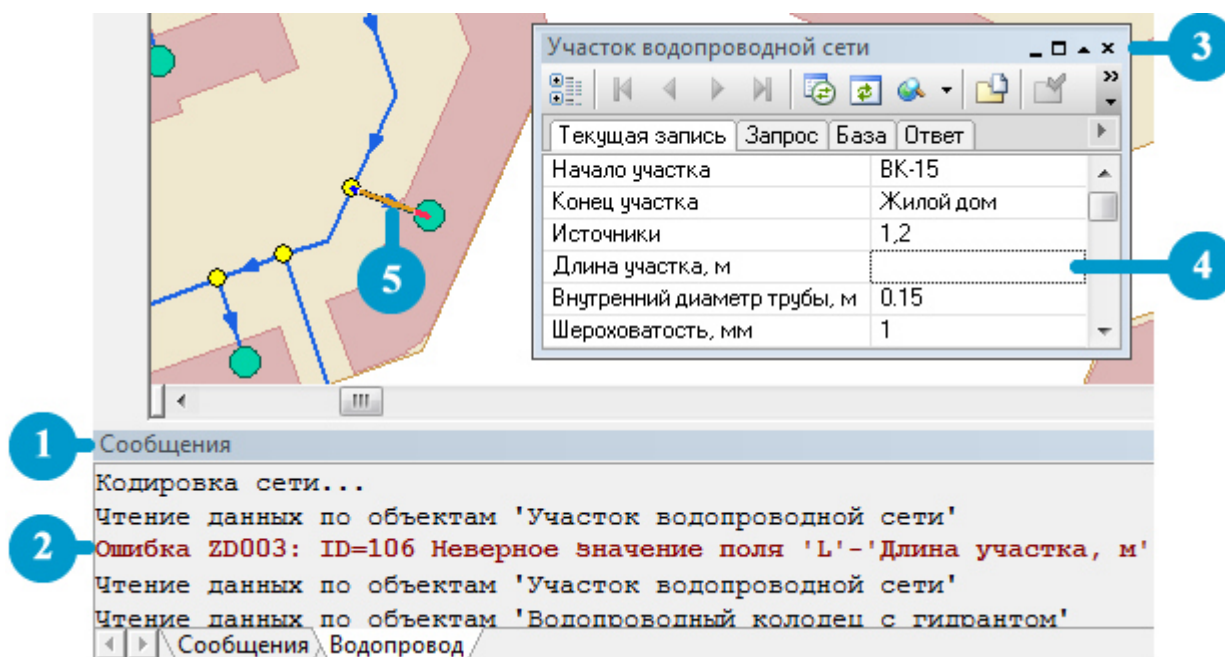 Участок водопроводной сети
3
Текущая запись Запрос База Ответ
Начало участка ВК-15
Конец участка Жилой дом
Источники 1,2
Длина участка, м
4
Внутренний диаметр трубы, м 0.15
Шероховатость, мм 1
5
1
Сообщения
Кодировка сети...
Чтение данных по объектам 'Участок водопроводной сети'
2
Ошибка ZD003: ID=106 Неверное значение поля 'L'-'Длина участка, м'
Чтение данных по объектам 'Участок водопроводной сети'
Чтение данных по объектам 'Водопроводный колодец с гидрантом'
Сообщения Водопровод